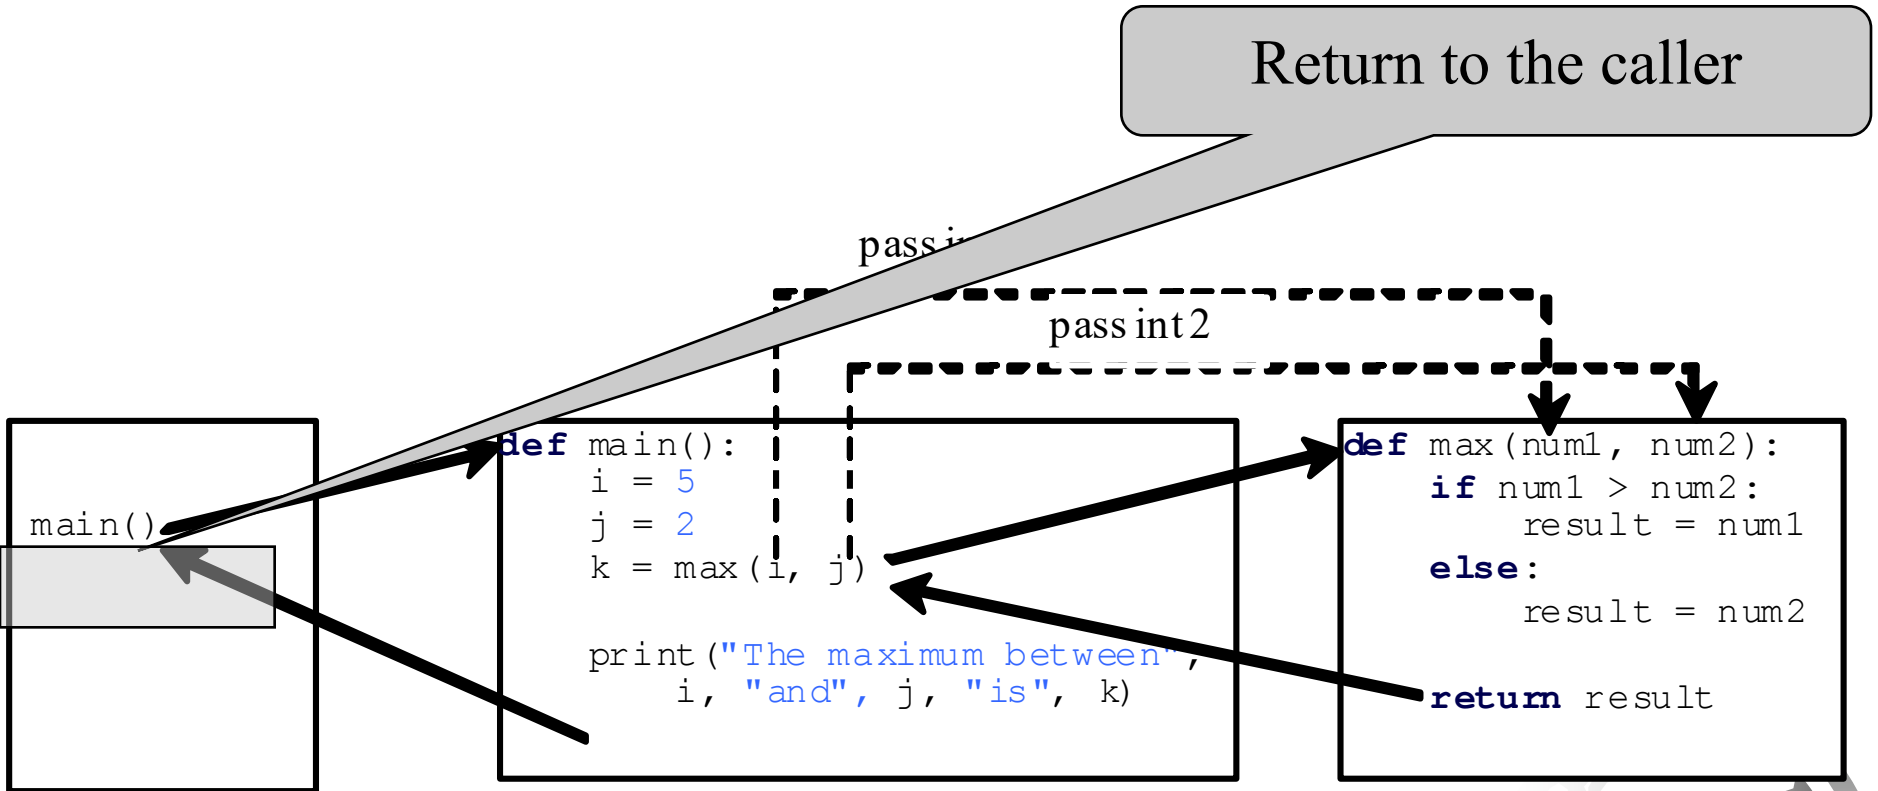 Return to the caller
pass
pass int 2
main()
def main():
    i = 5
    j = 2
    k = max(i, j)
    print("The maximum between",
        i, "and", j, "is", k)
def max(num1, num2):
    if num1 > num2:
        result = num1
    else:
        result = num2
    return result